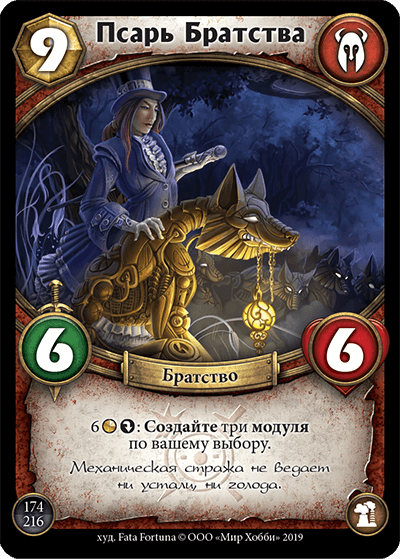 9 Псарь Братства
6 6
Братство
6 : Создайте три модуля
по вашему выбору.
Механическая стража не ведает
ни устали, ни голода.
174
216
худ. Fata Fortuna © ООО «Мир Хобби» 2019